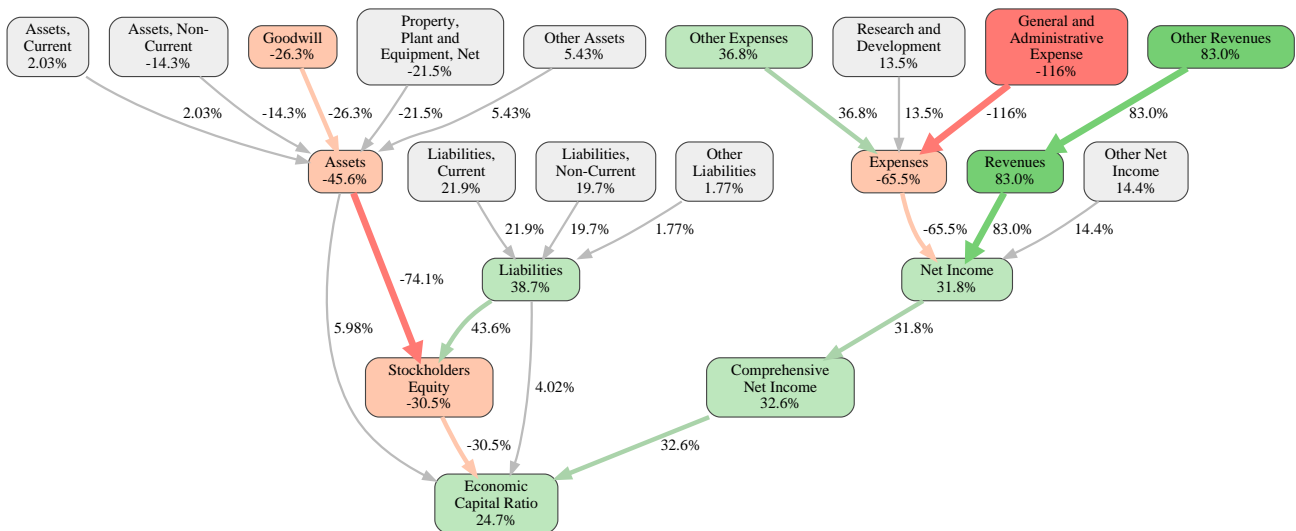 Assets,
Current
2.03%
Assets, Non-
Current
-14.3%
Goodwill
-26.3%
Property,
Plant and
Equipment, Net
-21.5%
Other Assets
5.43%
Other Expenses
36.8%
Research and
Development
13.5%
General and
Administrative
Expense
-116%
Other Revenues
83.0%
2.03%
-14.3%
-26.3%
-21.5%
5.43%
36.8%
13.5%
-116%
83.0%
Assets
-45.6%
Liabilities,
Current
21.9%
Liabilities,
Non-Current
19.7%
Other
Liabilities
1.77%
Expenses
-65.5%
Revenues
83.0%
Other Net
Income
14.4%
21.9%
19.7%
1.77%
-65.5%
83.0%
14.4%
Liabilities
38.7%
Net Income
31.8%
-74.1%
5.98%
43.6%
31.8%
Stockholders
Equity
-30.5%
4.02%
Comprehensive
Net Income
32.6%
-30.5%
32.6%
Economic
Capital Ratio
24.7%